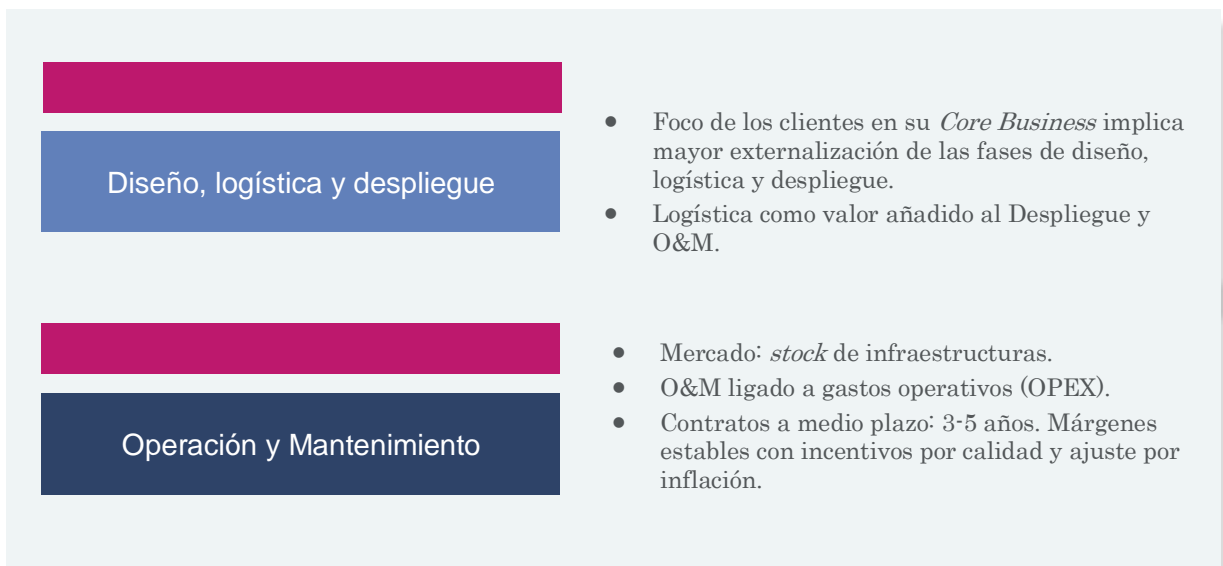 Diseño, logística y despliegue
● Foco de los clientes en su Core Business implica
mayor externalización de las fases de diseño,
logística y despliegue.
● Logística como valor añadido al Despliegue y
O&M.
Operación y Mantenimiento
● Mercado: stock de infraestructuras.
● O&M ligado a gastos operativos (OPEX).
● Contratos a medio plazo: 3-5 años. Márgenes
estables con incentivos por calidad y ajuste por
inflación.